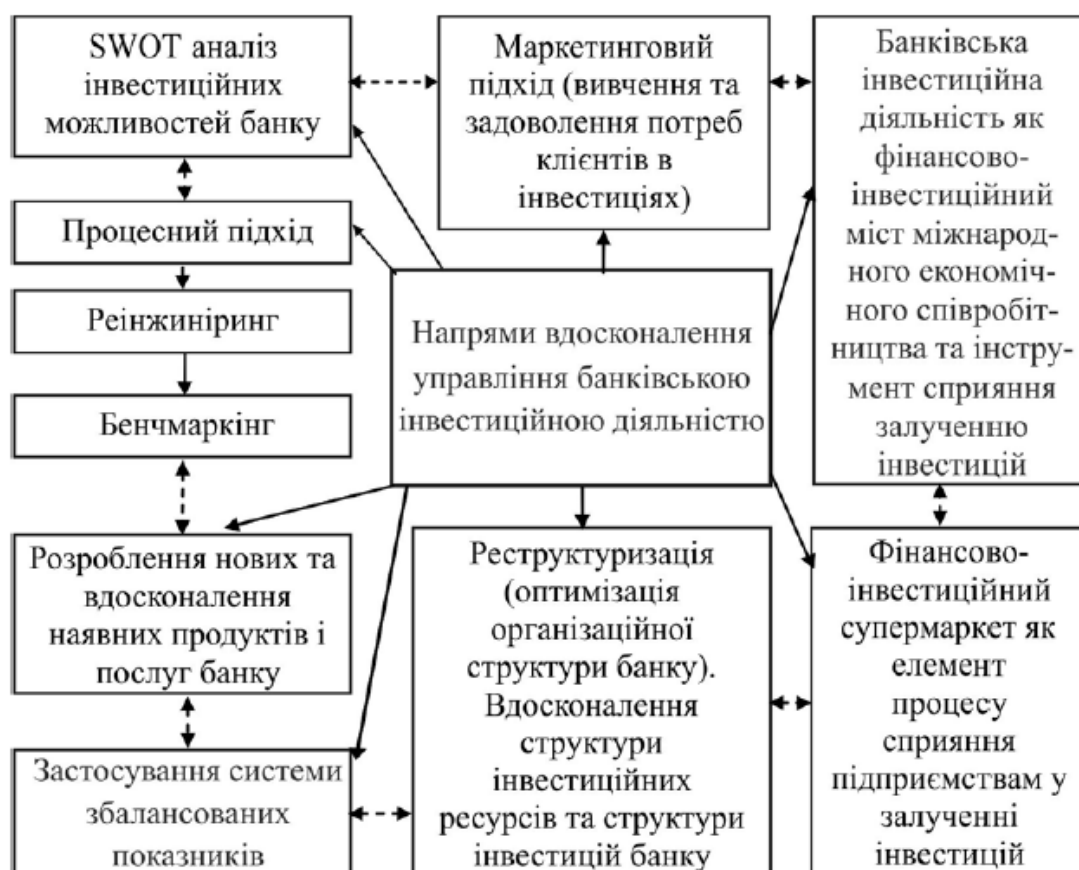 SWOT аналіз
інвестиційних
можливостей банку
Маркетинговий
підхід (вивчення та
задоволення потреб
клієнтів в
інвестиціях)
Банківська
інвестиційна
діяльність як
фінансово-
інвестиційний
міст міжнарод-
ного економіч-
ного співробіт-
ництва та інстру-
мент сприяння
залученню
інвестицій
Процесний підхід
Реінжиніринг
Бенчмаркінг
Напрями вдосконалення
управління банківською
інвестиційною діяльністю
Розроблення нових та
вдосконалення
наявних продуктів і
послуг банку
Реструктуризація
(оптимізація
організаційної
структури банку).
Вдосконалення
структури
інвестиційних
ресурсів та структури
інвестицій банку
Фінансово-
інвестиційний
супермаркет як
елемент
процесу
сприяння
підприємствам у
залученні
інвестицій
Застосування системи
збалансованих
показників